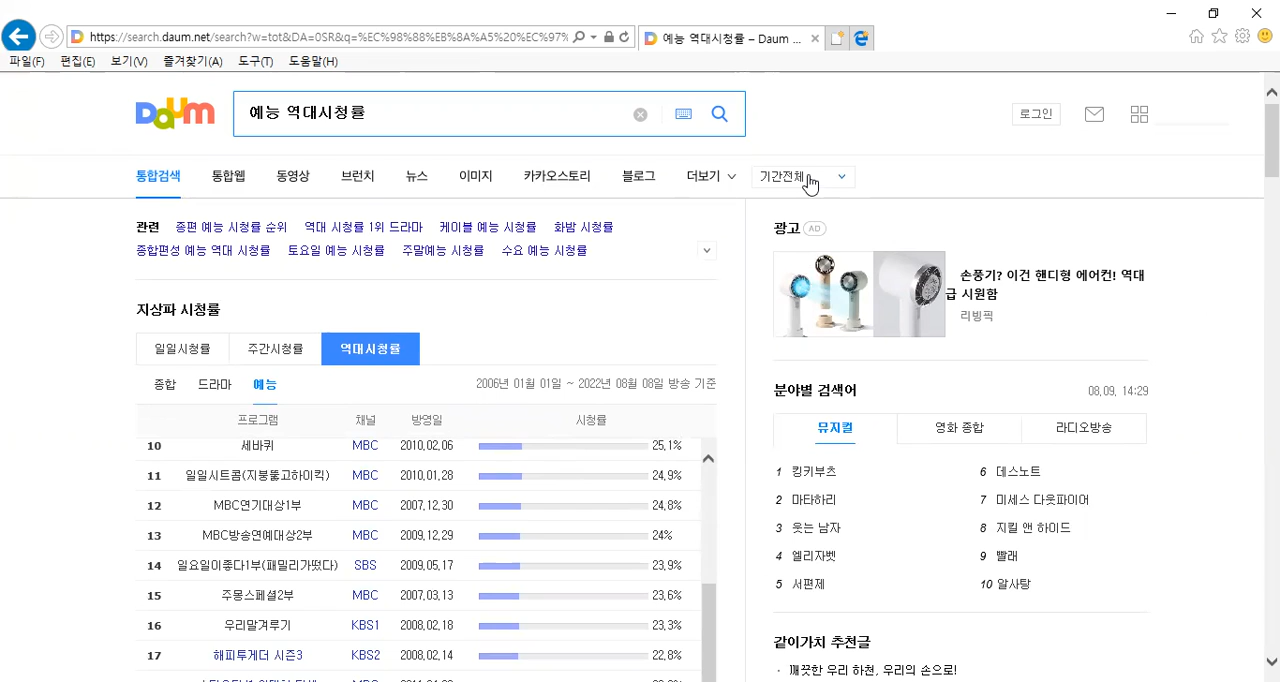 https://search.daum.net/search?w=tot&DA=0SR&q=%EC%98%88%EB%8A%A5%20%EC%97%
예능 역대시청률 – Daum ...
파일(F) 편집(E) 보기(V) 즐겨찾기(A) 도구(T) 도움말(H)
Daum
예능 역대시청률
로그인
통합검색 통합웹 동영상 브런치 뉴스 이미지 카카오스토리 블로그 더보기 기간전체
관련 종편 예능 시청률 순위 역대 시청률 1위 드라마 케이블 예능 시청률 화밤 시청률
종합편성 예능 역대 시청률 토요일 예능 시청률 주말예능 시청률 수요 예능 시청률
지상파 시청률
일일시청률 주간시청률 역대시청률
종합 드라마 예능 2006년 01월 01일 ~ 2022년 08월 08일 방송 기준
프로그램 채널 방영일 시청률
10 세바퀴 MBC 2010.02.06 25.1%
11 일일시트콤(지붕뚫고하이킥) MBC 2010.01.28 24.9%
12 MBC연기대상1부 MBC 2007.12.30 24.8%
13 MBC방송연예대상2부 MBC 2009.12.29 24%
14 일요일이좋다1부(패밀리가떴다) SBS 2009.05.17 23.9%
15 주몽스페셜2부 MBC 2007.03.13 23.6%
16 우리말겨루기 KBS1 2008.02.18 23.3%
17 해피투게더 시즌3 KBS2 2008.02.14 22.8%
광고 AD
손풍기? 이건 핸디형 에어컨! 역대
급 시원함
리빙픽
분야별 검색어 08.09. 14:29
뮤지컬 영화 종합 라디오방송
1 킹키부츠 6 데스노트
2 마타하리 7 미세스 다웃파이어
3 웃는 남자 8 지킬 앤 하이드
4 엘리자벳 9 빨래
5 서편제 10 알사탕
같이가치 추천글
· 깨끗한 우리 하천, 우리의 손으로!